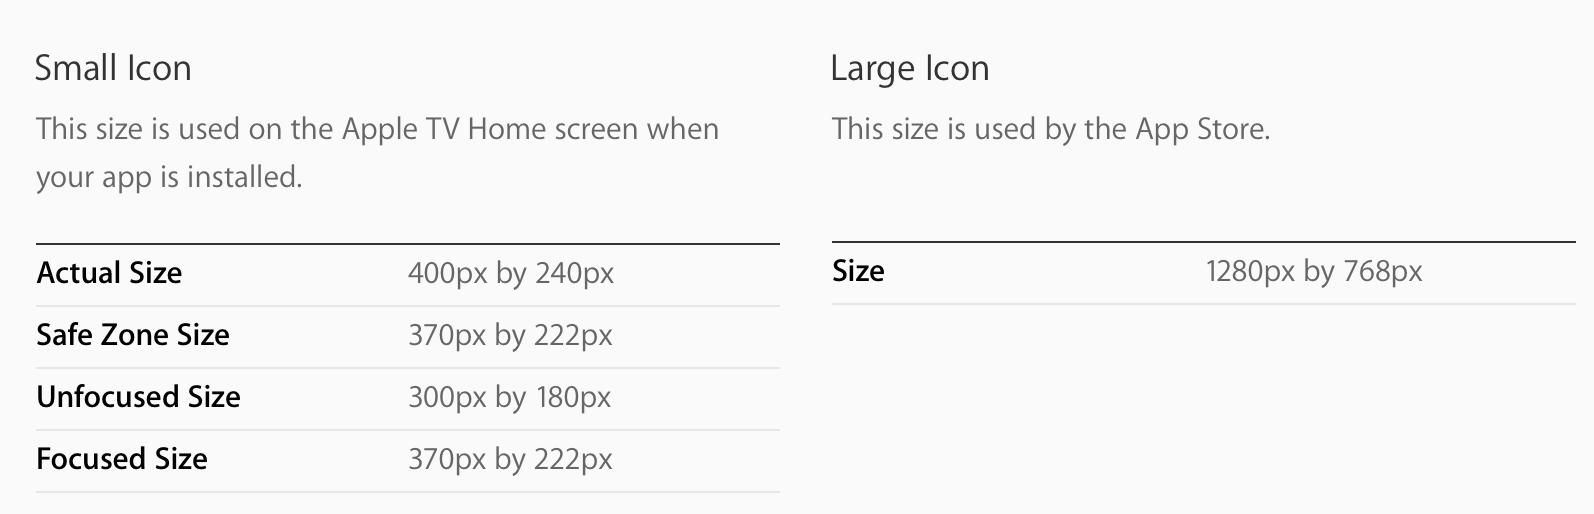 Small Icon
This size is used on the Apple TV Home screen when
your app is installed.
Actual Size 400px by 240px
Safe Zone Size 370px by 222px
Unfocused Size 300px by 180px
Focused Size 370px by 222px
Large Icon
This size is used by the App Store.
Size 1280px by 768px